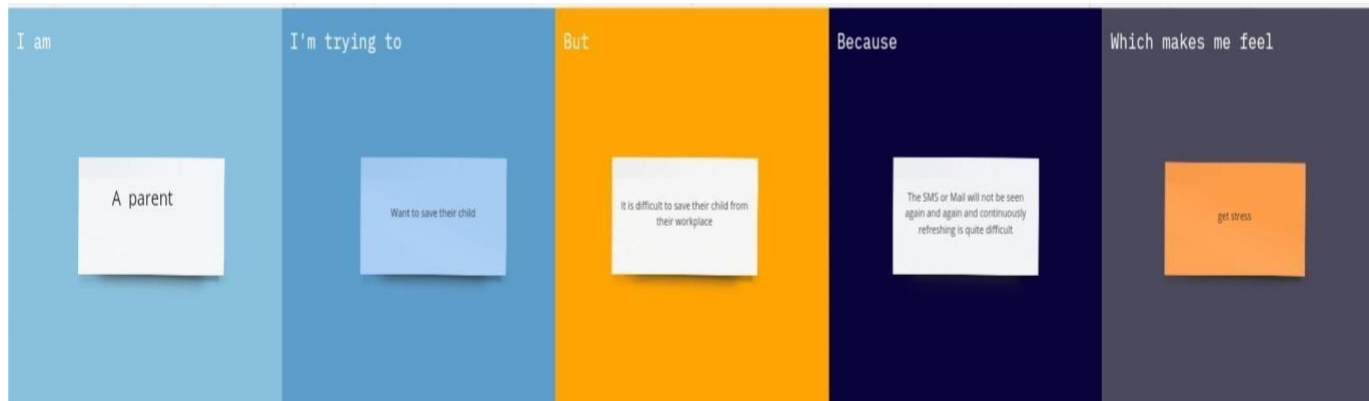 I am
A parent
I'm trying to
Want to save their child
But
It is difficult to save their child from
their workplace
Because
The SMS or Mail will not be seen
again and again and continuously
refreshing is quite difficult
Which makes me feel
get stress